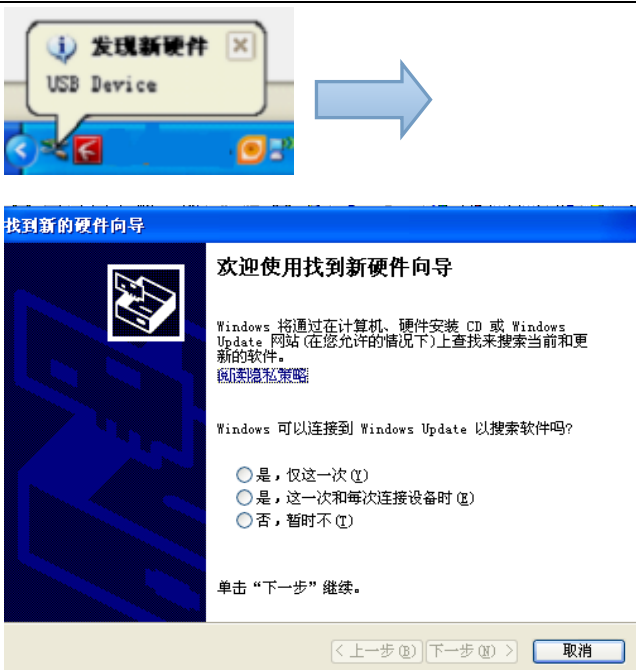 发现新硬件
USB Device
找到新的硬件向导
欢迎使用找到新硬件向导
Windows 将通过在计算机、硬件安装 CD 或 Windows
Update 网站(在您允许的情况下)上查找来搜索当前和更
新的软件。
阅读隐私策略
Windows 可以连接到 Windows Update 以搜索软件吗?
是，仅这一次(Y)
是，这一次和每次连接设备时(E)
否，暂时不(T)
单击“下一步”继续。
< 上一步(B) 下一步(N) > 取消